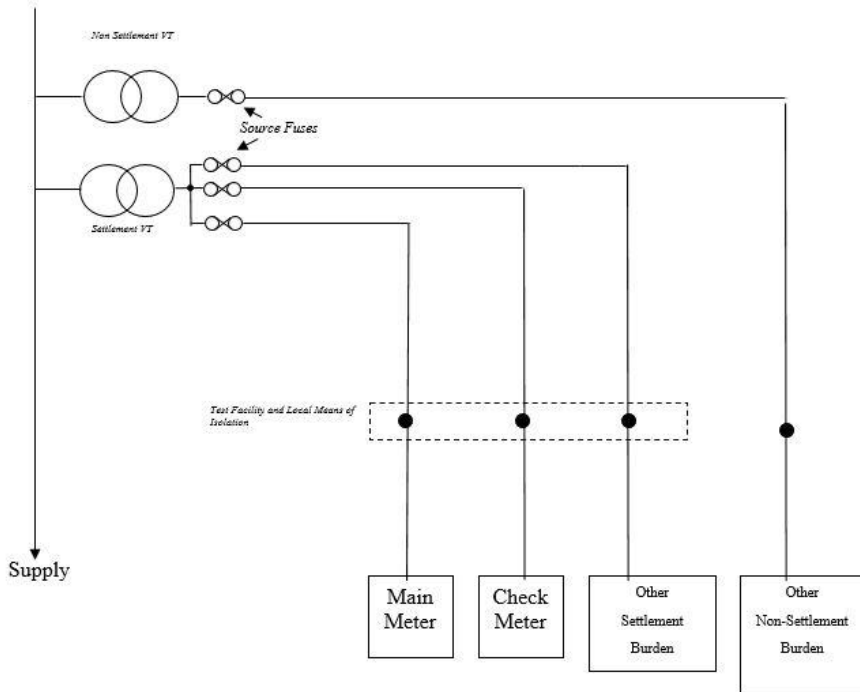 Non Settlement VT
Source Fuses
Settlement VT
Test Facility and Local Means of
Isolation
Supply
Main
Meter
Check
Meter
Other
Settlement
Burden
Other
Non-Settlement
Burden